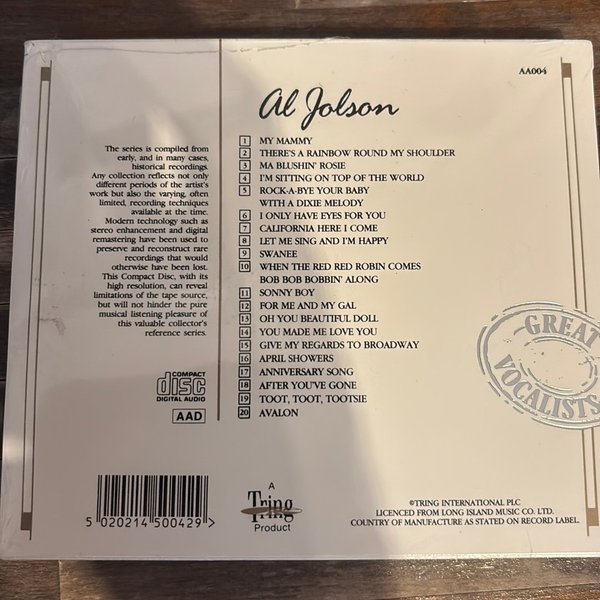 AA004
Al Jolson
The series is compiled from
early, and in many cases,
historical recordings.
Any collection reflects not only
different periods of the artist's
work but also the varying, often
limited, recording techniques
available at the time.
Modern technology such as
stereo enhancement and digital
remastering have been used to
preserve and reconstruct rare
recordings that would
otherwise have been lost.
This Compact Disc, with its
high resolution, can reveal
limitations of the tape source,
but will not hinder the pure
musical listening pleasure of
this valuable collector's
reference series.
1 MY MAMMY
2 THERE'S A RAINBOW ROUND MY SHOULDER
3 MA BLUSHIN' ROSIE
4 I'M SITTING ON TOP OF THE WORLD
5 ROCK-A-BYE YOUR BABY
WITH A DIXIE MELODY
6 I ONLY HAVE EYES FOR YOU
7 CALIFORNIA HERE I COME
8 LET ME SING AND I'M HAPPY
9 SWANEE
10 WHEN THE RED RED ROBIN COMES
BOB BOB BOBBIN' ALONG
11 SONNY BOY
12 FOR ME AND MY GAL
13 OH YOU BEAUTIFUL DOLL
14 YOU MADE ME LOVE YOU
15 GIVE MY REGARDS TO BROADWAY
16 APRIL SHOWERS
17 ANNIVERSARY SONG
18 AFTER YOU'VE GONE
19 TOOT, TOOT, TOOTSIE
20 AVALON
GREAT
VOCALISTS
COMPACT
disc
DIGITAL AUDIO
AAD
5 020214 500429 >
A
Tring
Product
℗TRING INTERNATIONAL PLC
LICENCED FROM LONG ISLAND MUSIC CO. LTD.
COUNTRY OF MANUFACTURE AS STATED ON RECORD LABEL.